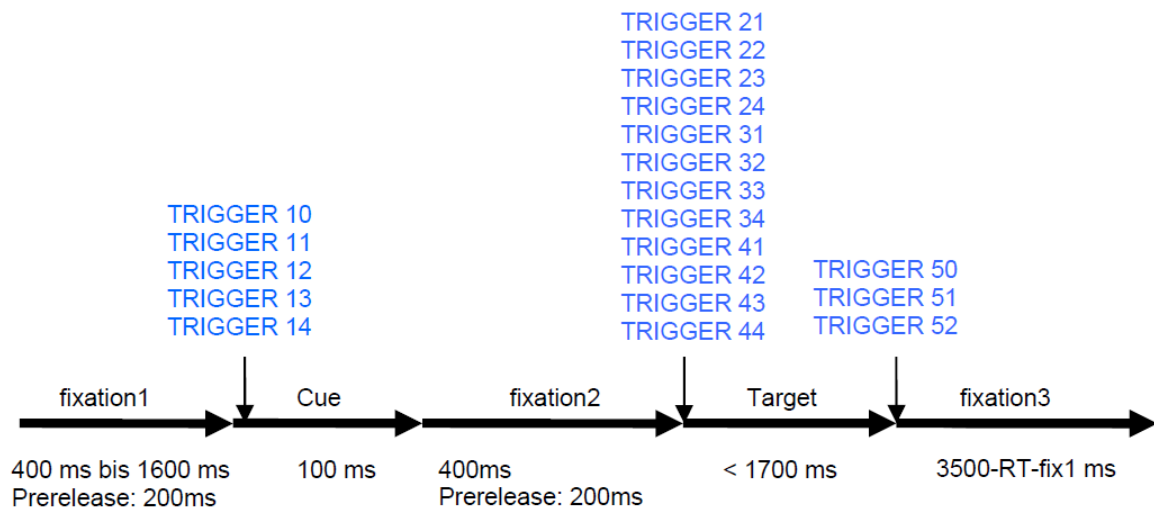 TRIGGER 21
TRIGGER 22
TRIGGER 23
TRIGGER 24
TRIGGER 31
TRIGGER 32
TRIGGER 33
TRIGGER 34
TRIGGER 41
TRIGGER 42
TRIGGER 43
TRIGGER 44
TRIGGER 10
TRIGGER 11
TRIGGER 12
TRIGGER 13
TRIGGER 14
TRIGGER 50
TRIGGER 51
TRIGGER 52
fixation1
Cue
fixation2
Target
fixation3
400 ms bis 1600 ms
Prerelease: 200ms
100 ms
400ms
Prerelease: 200ms
< 1700 ms
3500-RT-fix1 ms